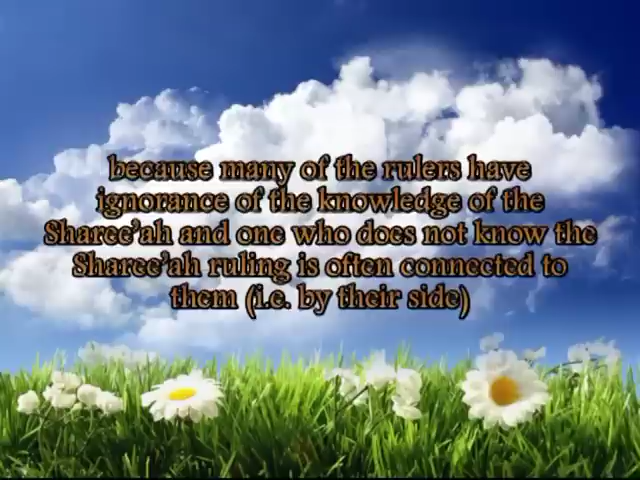 because many of the rulers have
ignorance of the knowledge of the
Sharee'ah and one who does not know the
Sharee'ah ruling is often connected to
them (i.e. by their side)